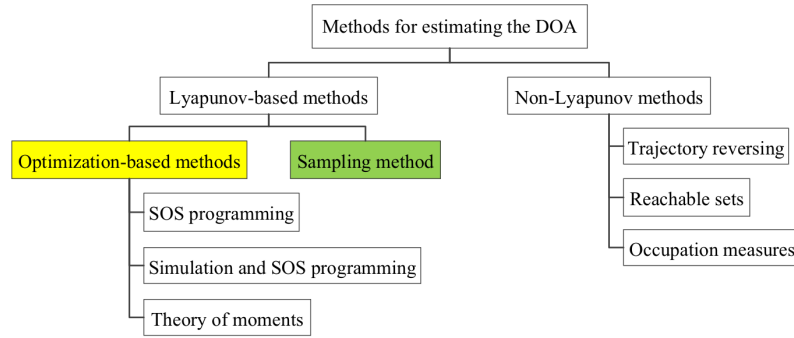 Methods for estimating the DOA
Lyapunov-based methods
Non-Lyapunov methods
Optimization-based methods
Sampling method
SOS programming
Simulation and SOS programming
Theory of moments
Trajectory reversing
Reachable sets
Occupation measures